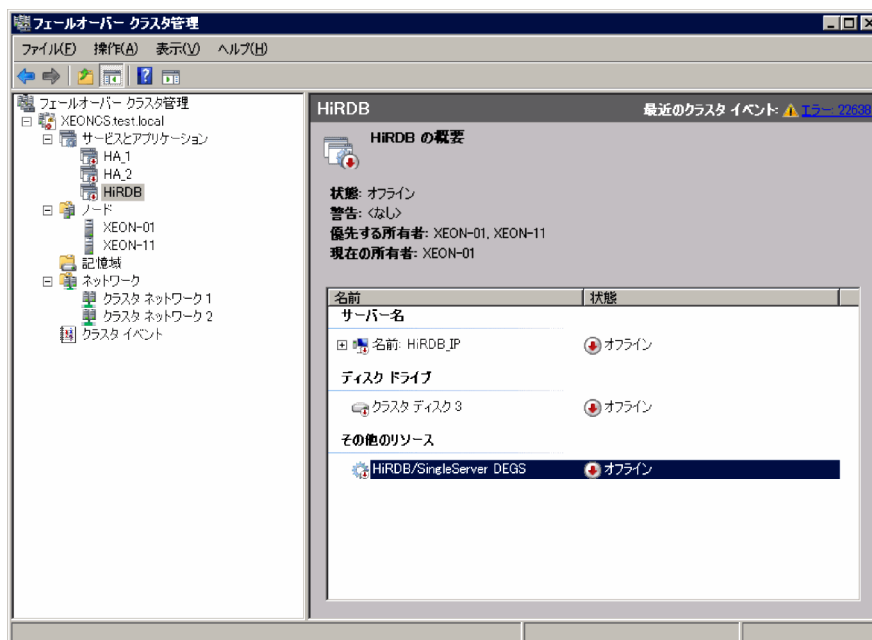 フェールオーバー クラスタ管理
ファイル(F) 操作(A) 表示(V) ヘルプ(H)
フェールオーバー クラスタ管理
XEONCS.test.local
サービスとアプリケーション
HA_1
HA_2
HiRDB
ノード
XEON-01
XEON-11
記憶域
ネットワーク
クラスタ ネットワーク 1
クラスタ ネットワーク 2
クラスタ イベント
HiRDB 最近のクラスタ イベント: エラー: 22638
HiRDB の概要
状態: オフライン
警告: <なし>
優先する所有者: XEON-01, XEON-11
現在の所有者: XEON-01
名前 状態
サーバー名
名前: HiRDB_IP オフライン
ディスク ドライブ
クラスタ ディスク 3 オフライン
その他のリソース
HiRDB/SingleServer DEGS オフライン